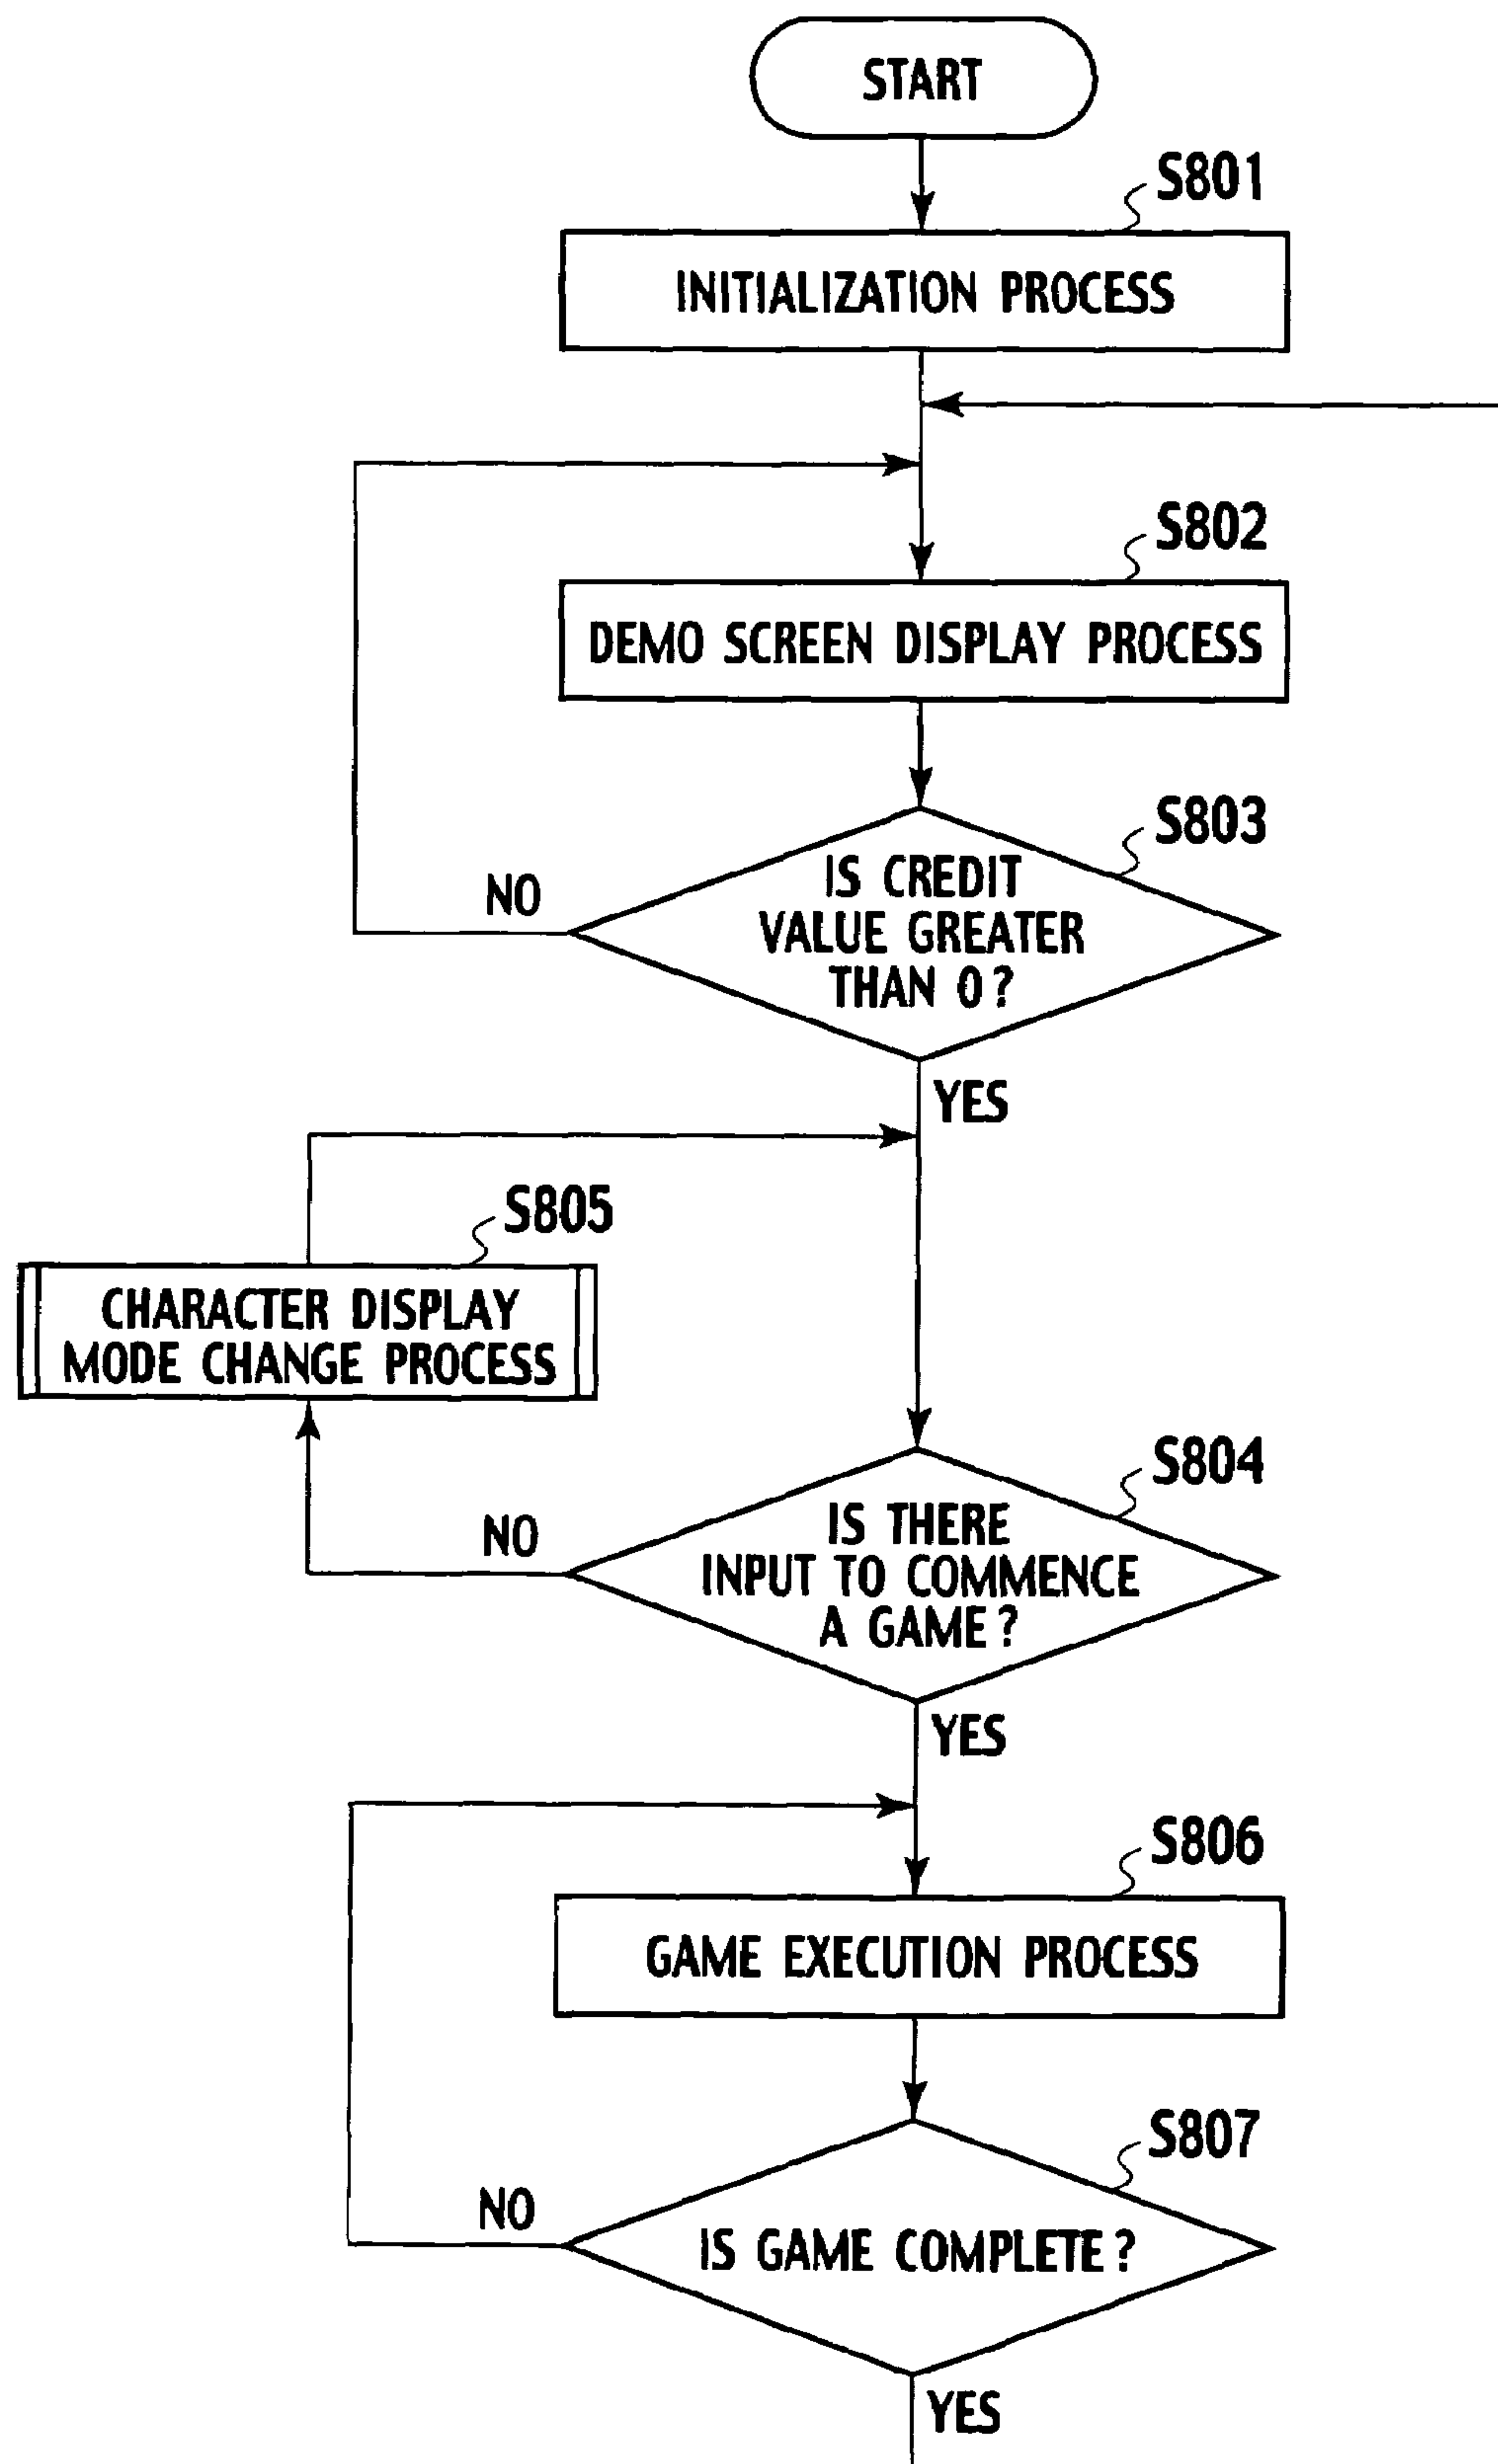 START
S801
INITIALIZATION PROCESS
S802
DEMO SCREEN DISPLAY PROCESS
S803
IS CREDIT
VALUE GREATER
THAN 0?
NO
YES
S805
CHARACTER DISPLAY
MODE CHANGE PROCESS
S804
IS THERE
INPUT TO COMMENCE
A GAME?
NO
YES
S806
GAME EXECUTION PROCESS
S807
IS GAME COMPLETE?
NO
YES